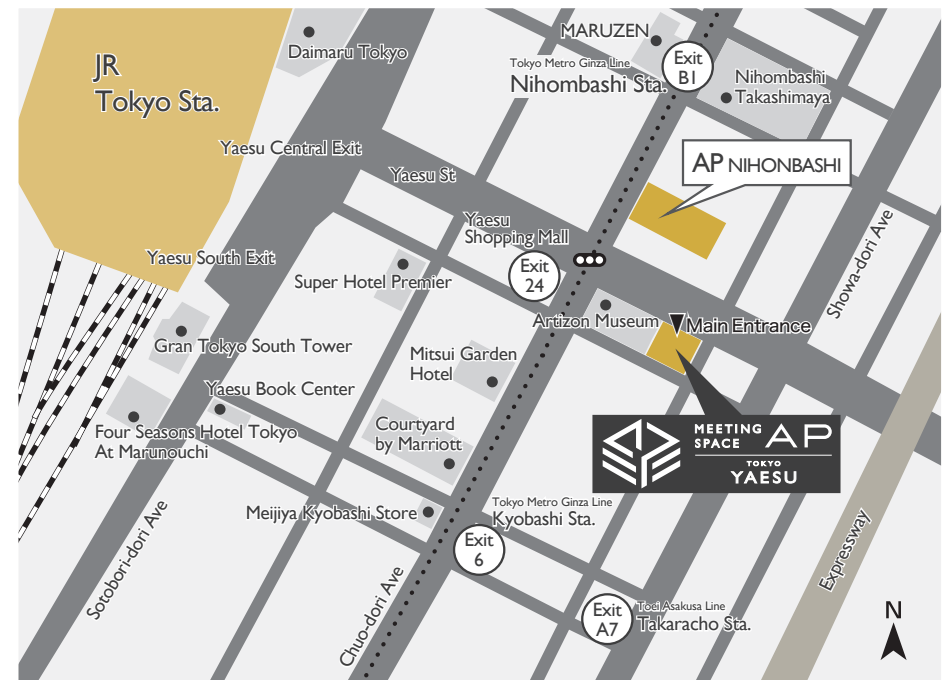 MARUZEN
Daimaru Tokyo
Tokyo Metro Ginza Line
Nihombashi Sta.
Exit
B1
JR
Tokyo Sta.
Nihombashi
Takashimaya
Yaesu Central Exit
AP NIHONBASHI
Yaesu St
Yaesu
Shopping Mall
Showa-dori Ave
Yaesu South Exit
Exit
24
Super Hotel Premier
Artizon Museum
Main Entrance
Gran Tokyo South Tower
Mitsui Garden
Hotel
Yaesu Book Center
Courtyard
by Marriott
MEETING
SPACE AP
TOKYO
YAESU
Four Seasons Hotel Tokyo
At Marunouchi
Meijiya Kyobashi Store
Tokyo Metro Ginza Line
Kyobashi Sta.
Exit
6
Sotobori-dori Ave
Expressway
Chuo-dori Ave
Exit
A7
Toei Asakusa Line
Takaracho Sta.
N